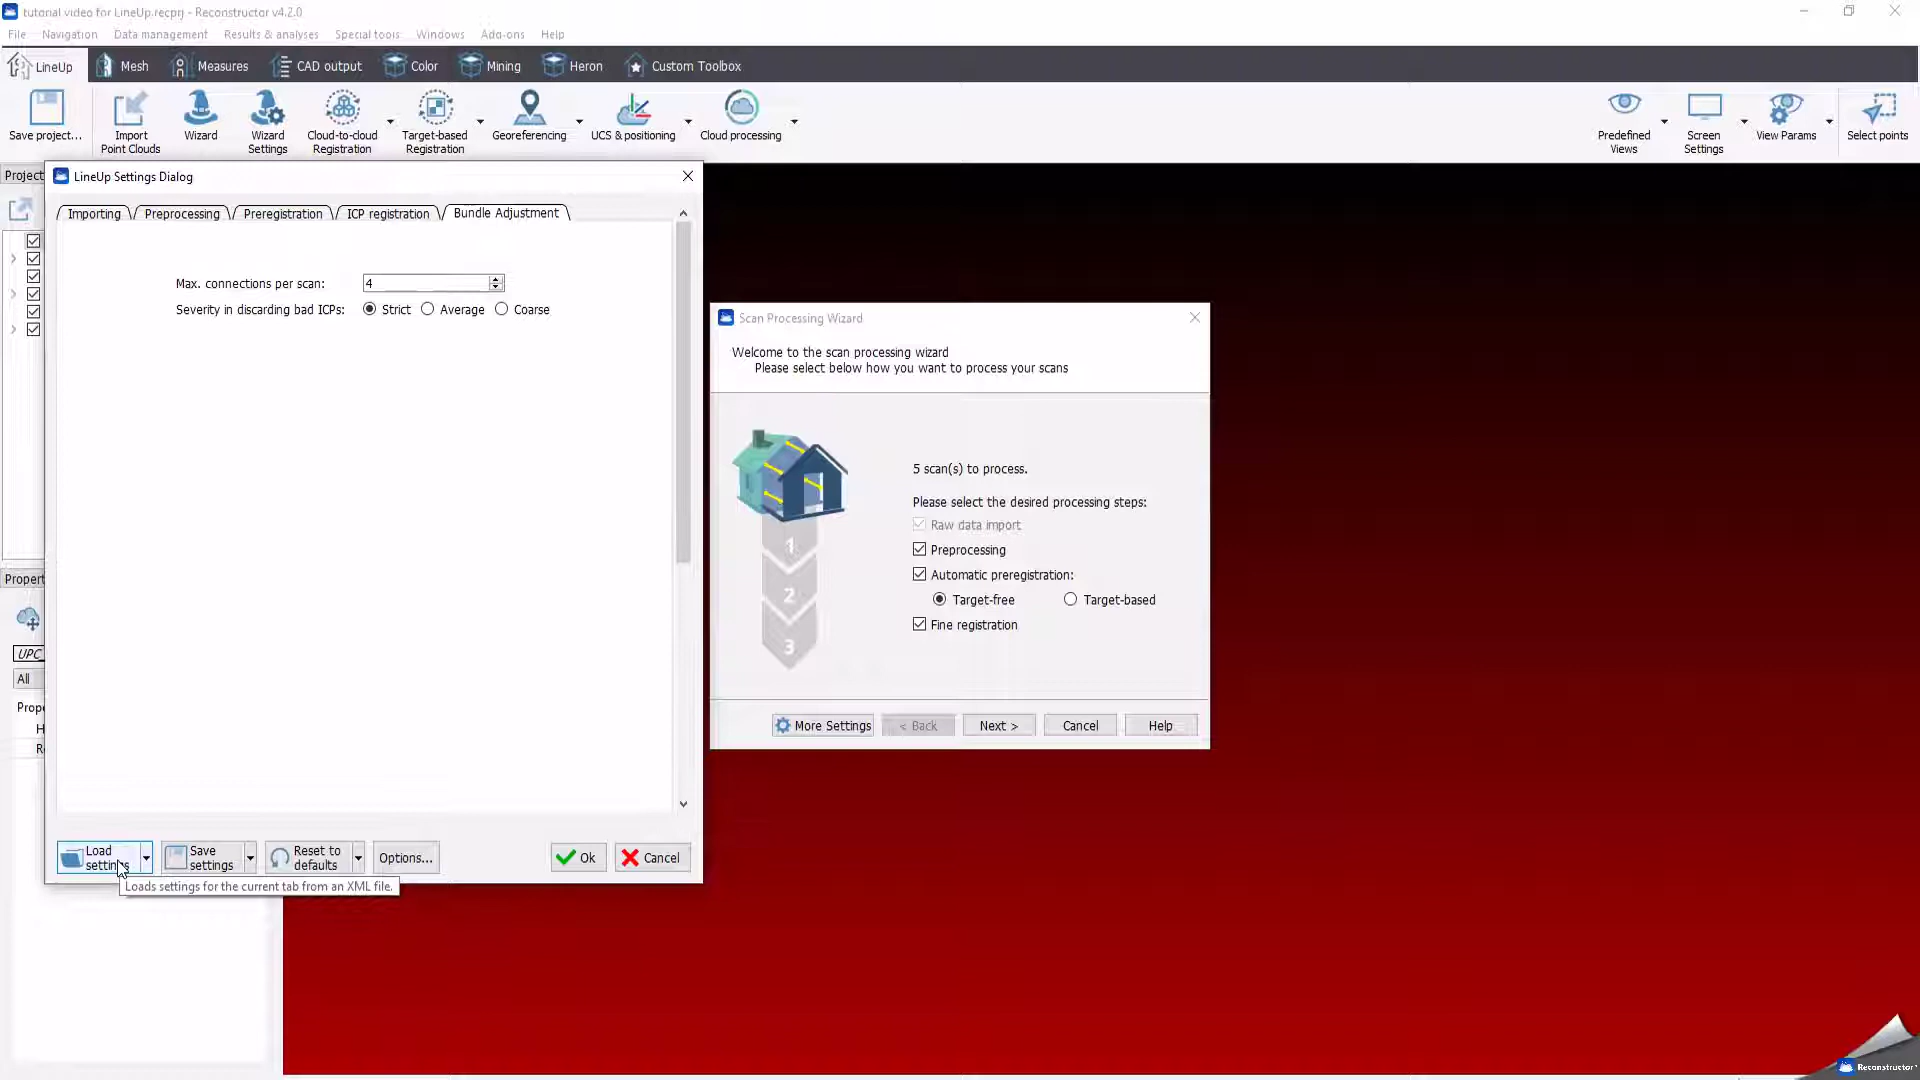 tutorial video for LineUp.recprj - Reconstructor v4.2.0
File Navigation Data management Results & analyses Special tools Windows Add-ons Help
LineUp Mesh Measures CAD output Color Mining Heron Custom Toolbox
Save project...
Import Point Clouds
Wizard
Wizard Settings
Cloud-to-cloud Registration
Target-based Registration
Georeferencing
UCS & positioning
Cloud processing
Predefined Views
Screen Settings
View Params
Select points
Project
LineUp Settings Dialog
Importing Preprocessing Preregistration ICP registration Bundle Adjustment
Max. connections per scan: 4
Severity in discarding bad ICPs: Strict Average Coarse
Scan Processing Wizard
Welcome to the scan processing wizard
Please select below how you want to process your scans
5 scan(s) to process.
Please select the desired processing steps:
Raw data import
1
Preprocessing
Automatic preregistration:
2
Target-free Target-based
Fine registration
3
More Settings < Back Next > Cancel Help
Propert
UPC
All
Prope
H
R
Load settings
Save settings
Reset to defaults
Options...
Ok
Cancel
Loads settings for the current tab from an XML file.
Reconstructor